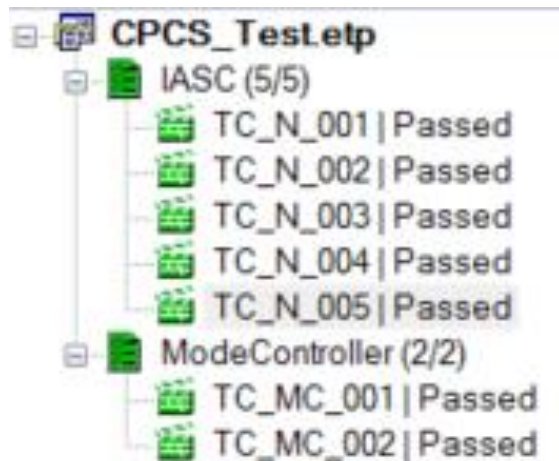 CPCS_Test.etp
IASC (5/5)
TC_N_001 | Passed
TC_N_002 | Passed
TC_N_003 | Passed
TC_N_004 | Passed
TC_N_005 | Passed
ModeController (2/2)
TC_MC_001 | Passed
TC_MC_002 | Passed